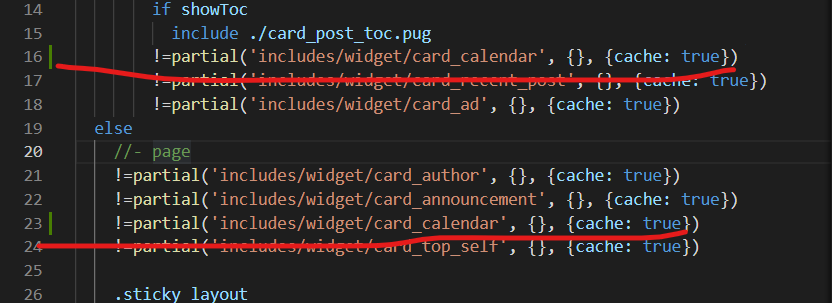 14 if showToc
15 include ./card_post_toc.pug
16 !=partial('includes/widget/card_calendar', {}, {cache: true})
17 !=partial('includes/widget/card_recent_post', {}, {cache: true})
18 !=partial('includes/widget/card_ad', {}, {cache: true})
19 else
20 //- page
21 !=partial('includes/widget/card_author', {}, {cache: true})
22 !=partial('includes/widget/card_announcement', {}, {cache: true})
23 !=partial('includes/widget/card_calendar', {}, {cache: true})
24 !=partial('includes/widget/card_top_self', {}, {cache: true})
25
26 .sticky_layout